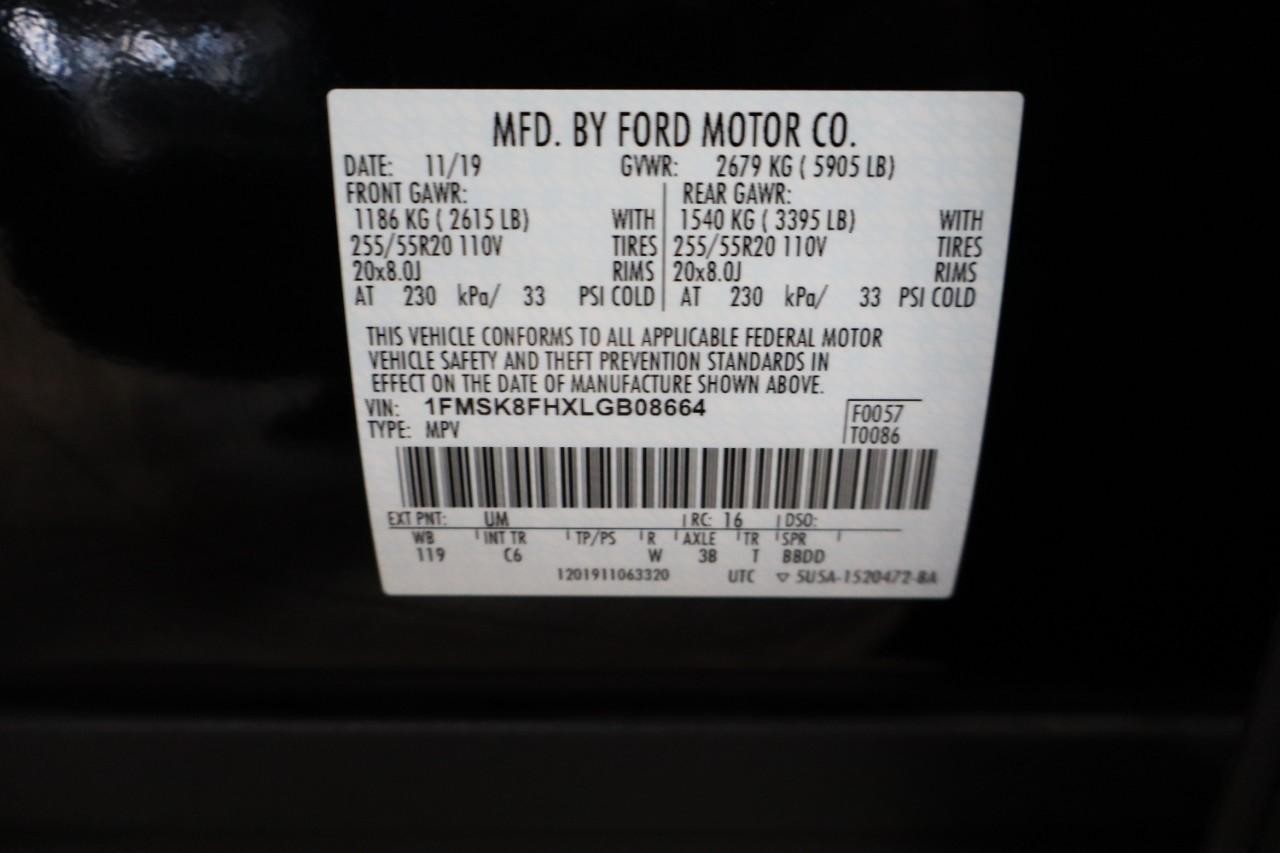 MFD. BY FORD MOTOR CO.
DATE: 11/19 GVWR: 2679 KG ( 5905 LB)
FRONT GAWR: REAR GAWR:
1186 KG ( 2615 LB) WITH 1540 KG ( 3395 LB) WITH
255/55R20 110V TIRES 255/55R20 110V TIRES
20x8.0J RIMS 20x8.0J RIMS
AT 230 kPa/ 33 PSI COLD AT 230 kPa/ 33 PSI COLD
THIS VEHICLE CONFORMS TO ALL APPLICABLE FEDERAL MOTOR
VEHICLE SAFETY AND THEFT PREVENTION STANDARDS IN
EFFECT ON THE DATE OF MANUFACTURE SHOWN ABOVE.
VIN: 1FMSK8FHXLGB08664 F0057
TYPE: MPV T0086
EXT PNT: UM RC: 16 DSO:
WB INT TR TP/PS R AXLE TR SPR
119 C6 W 3B T BBDD
1201911063320 UTC ▽ 5U5A-1520472-BA